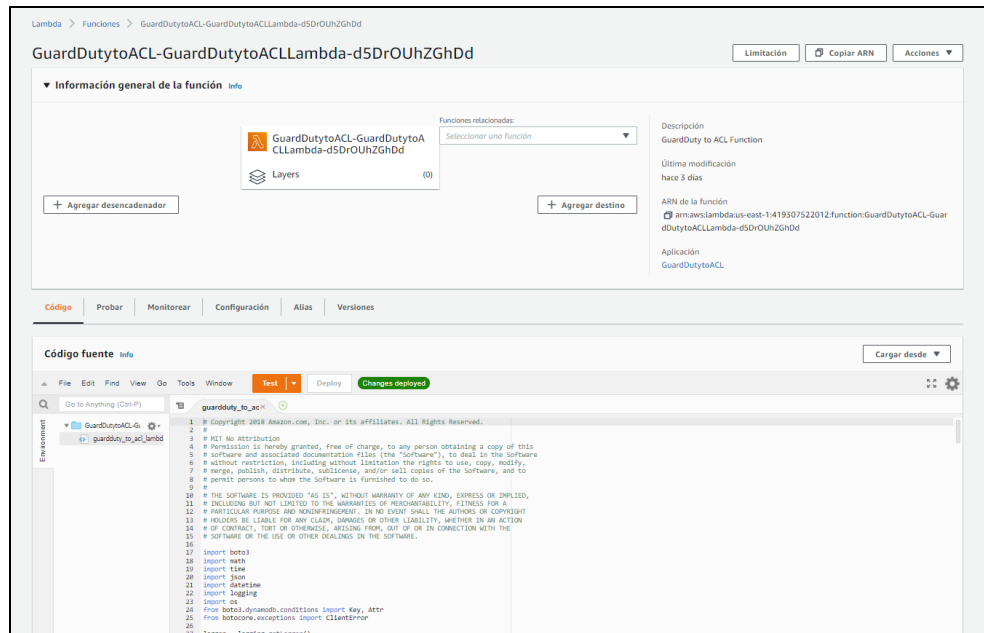 Lambda > Funciones > GuardDutytoACL-GuardDutytoACLLambda-d5DrOUhZGhDd
GuardDutytoACL-GuardDutytoACLLambda-d5DrOUhZGhDd
Limitación
Copiar ARN
Acciones
Información general de la función Info
GuardDutytoACL-GuardDutytoA
CLLambda-d5DrOUhZGhDd
Layers (0)
Funciones relacionadas:
Seleccionar una función
+ Agregar desencadenador
+ Agregar destino
Descripción
GuardDuty to ACL Function
Última modificación
hace 3 días
ARN de la función
arn:aws:lambda:us-east-1:419307522012:function:GuardDutytoACL-Guar
dDutytoACLLambda-d5DrOUhZGhDd
Aplicación
GuardDutytoACL
Código Probar Monitorear Configuración Alias Versiones
Código fuente Info
Cargar desde
File Edit Find View Go Tools Window Test Deploy Changes deployed
Go to Anything (Ctrl-P)
guardduty_to_ac
Environment
GuardDutytoACL-Gu
guardduty_to_acl_lambd
1 # Copyright 2018 Amazon.com, Inc. or its affiliates. All Rights Reserved.
2 #
3 # MIT No Attribution
4 # Permission is hereby granted, free of charge, to any person obtaining a copy of this
5 # software and associated documentation files (the "Software"), to deal in the Software
6 # without restriction, including without limitation the rights to use, copy, modify,
7 # merge, publish, distribute, sublicense, and/or sell copies of the Software, and to
8 # permit persons to whom the Software is furnished to do so.
9 #
10 # THE SOFTWARE IS PROVIDED "AS IS", WITHOUT WARRANTY OF ANY KIND, EXPRESS OR IMPLIED,
11 # INCLUDING BUT NOT LIMITED TO THE WARRANTIES OF MERCHANTABILITY, FITNESS FOR A
12 # PARTICULAR PURPOSE AND NONINFRINGEMENT. IN NO EVENT SHALL THE AUTHORS OR COPYRIGHT
13 # HOLDERS BE LIABLE FOR ANY CLAIM, DAMAGES OR OTHER LIABILITY, WHETHER IN AN ACTION
14 # OF CONTRACT, TORT OR OTHERWISE, ARISING FROM, OUT OF OR IN CONNECTION WITH THE
15 # SOFTWARE OR THE USE OR OTHER DEALINGS IN THE SOFTWARE.
16
17 import boto3
18 import math
19 import time
20 import json
21 import datetime
22 import logging
23 import os
24 from boto3.dynamodb.conditions import Key, Attr
25 from botocore.exceptions import ClientError
26